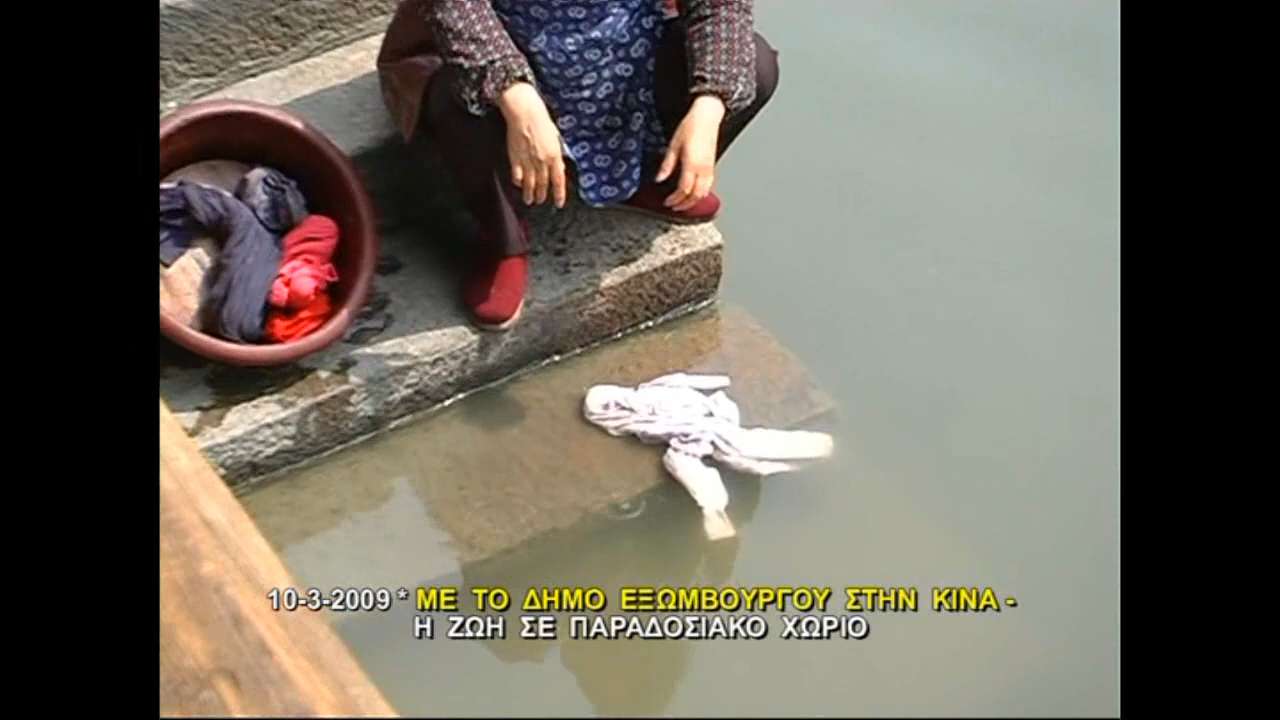 10-3-2009 * ΜΕ ΤΟ ΔΗΜΟ ΕΞΩΜΒΟΥΡΓΟΥ ΣΤΗΝ ΚΙΝΑ -
Η ΖΩΗ ΣΕ ΠΑΡΑΔΟΣΙΑΚΟ ΧΩΡΙΟ